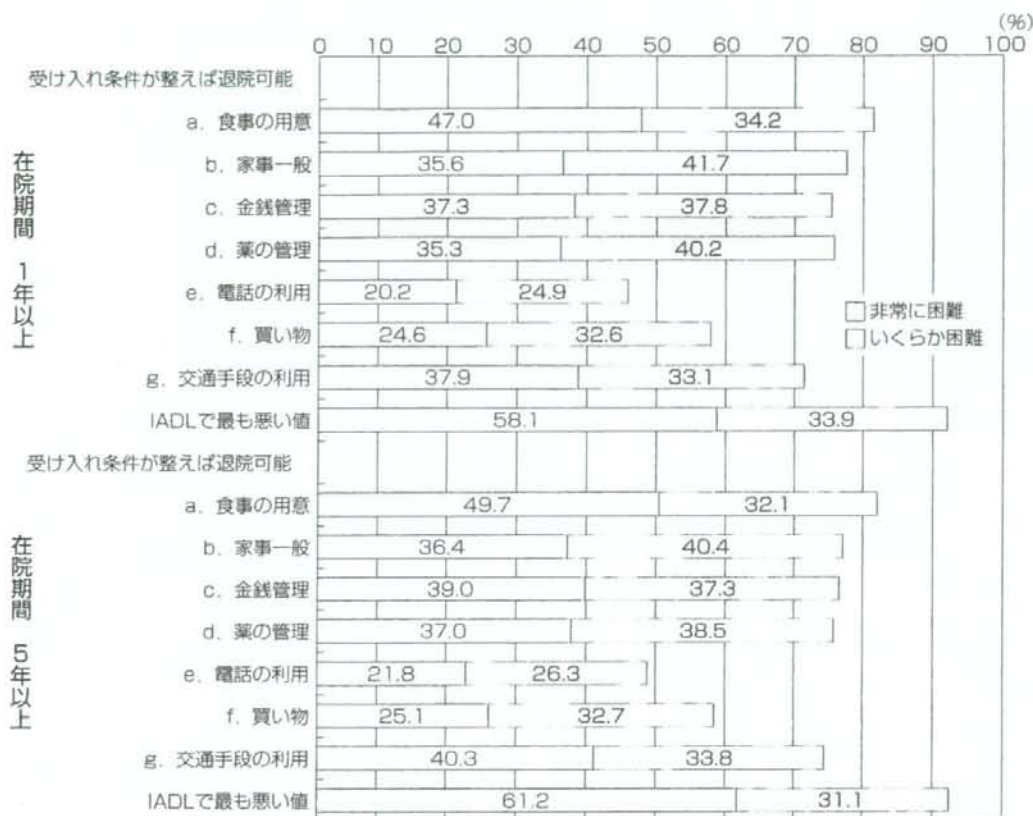 (%)
0 10 20 30 40 50 60 70 80 90 100
在院期間 1年以上
受け入れ条件が整えば退院可能
a. 食事の用意 47.0 34.2
b. 家事一般 35.6 41.7
c. 金銭管理 37.3 37.8
d. 薬の管理 35.3 40.2
e. 電話の利用 20.2 24.9
f. 買い物 24.6 32.6
g. 交通手段の利用 37.9 33.1
IADLで最も悪い値 58.1 33.9
非常に困難
いくらか困難
在院期間 5年以上
受け入れ条件が整えば退院可能
a. 食事の用意 49.7 32.1
b. 家事一般 36.4 40.4
c. 金銭管理 39.0 37.3
d. 薬の管理 37.0 38.5
e. 電話の利用 21.8 26.3
f. 買い物 25.1 32.7
g. 交通手段の利用 40.3 33.8
IADLで最も悪い値 61.2 31.1